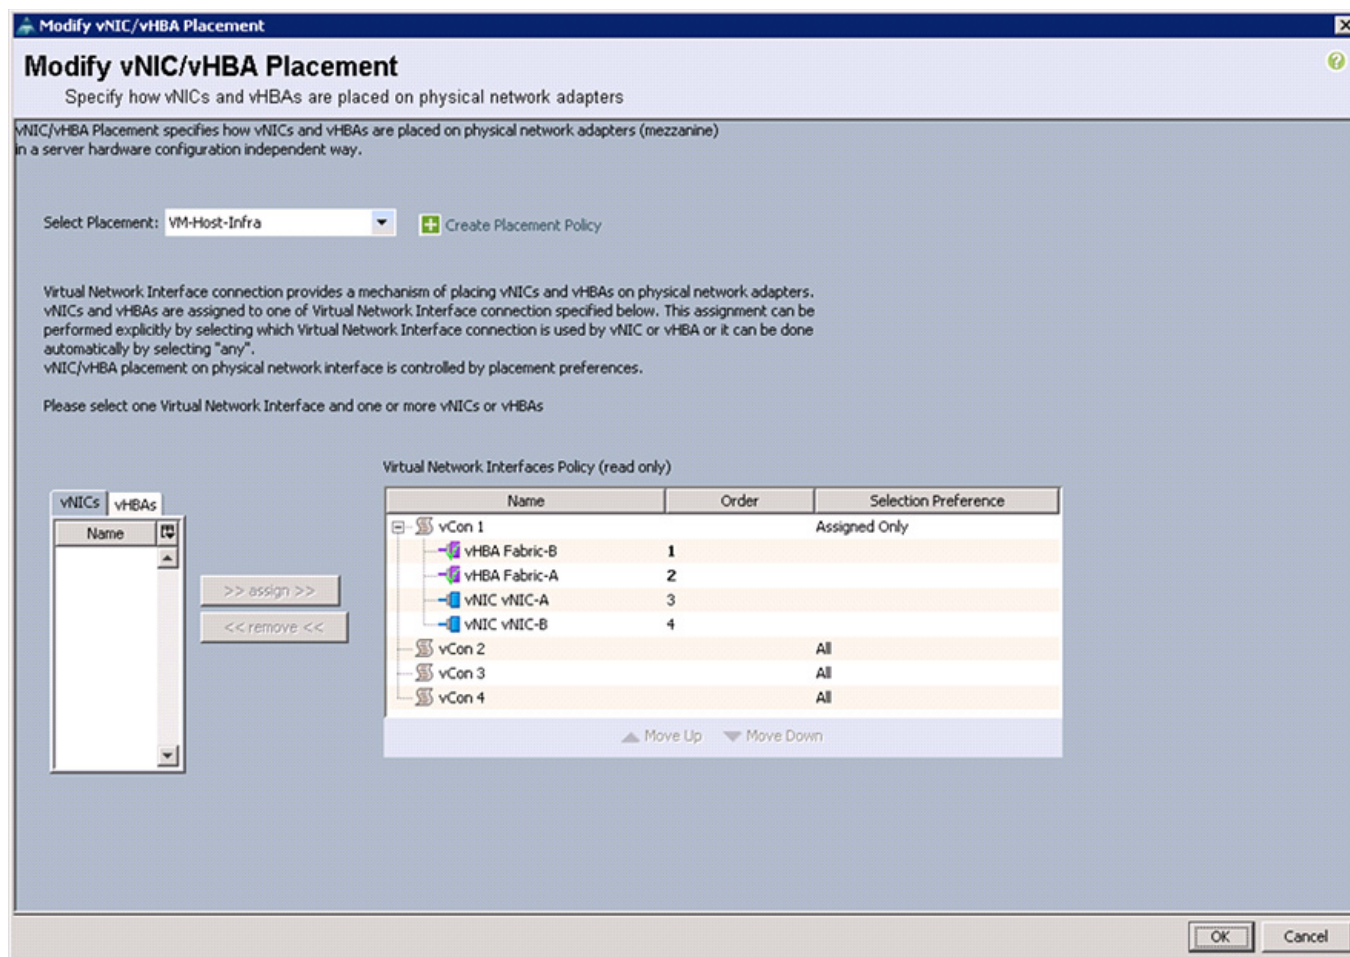 Modify vNIC/vHBA Placement
Modify vNIC/vHBA Placement
Specify how vNICs and vHBAs are placed on physical network adapters
vNIC/vHBA Placement specifies how vNICs and vHBAs are placed on physical network adapters (mezzanine)
in a server hardware configuration independent way.
Select Placement: VM-Host-Infra Create Placement Policy
Virtual Network Interface connection provides a mechanism of placing vNICs and vHBAs on physical network adapters.
vNICs and vHBAs are assigned to one of Virtual Network Interface connection specified below. This assignment can be
performed explicitly by selecting which Virtual Network Interface connection is used by vNIC or vHBA or it can be done
automatically by selecting "any".
vNIC/vHBA placement on physical network interface is controlled by placement preferences.
Please select one Virtual Network Interface and one or more vNICs or vHBAs
vNICs vHBAs
Name
>> assign >>
<< remove <<
Virtual Network Interfaces Policy (read only)
Name Order Selection Preference
vCon 1 Assigned Only
vHBA Fabric-B 1
vHBA Fabric-A 2
vNIC vNIC-A 3
vNIC vNIC-B 4
vCon 2 All
vCon 3 All
vCon 4 All
Move Up Move Down
OK Cancel